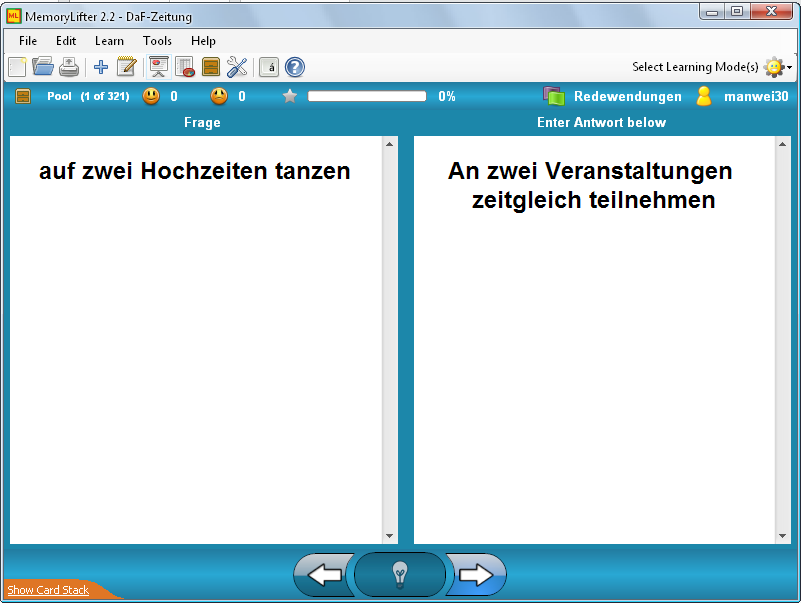 MemoryLifter 2.2 - DaF-Zeitung
File Edit Learn Tools Help
á ? Select Learning Mode(s)
Pool (1 of 321) 0 0 0% Redewendungen manwei30
Frage Enter Antwort below
auf zwei Hochzeiten tanzen
An zwei Veranstaltungen
zeitgleich teilnehmen
Show Card Stack